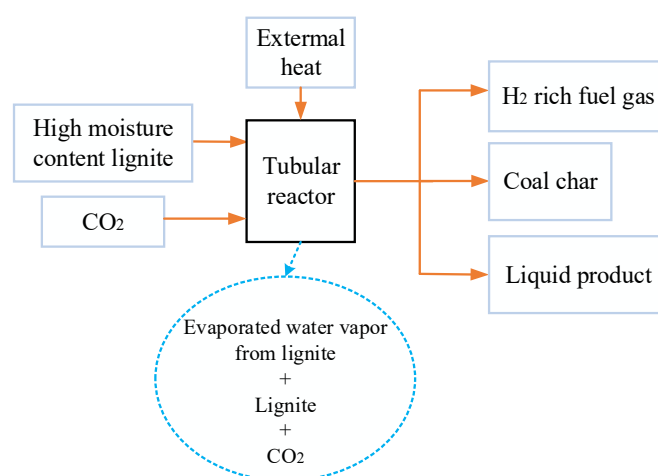 Extermal
heat
High moisture
content lignite
CO2
Tubular
reactor
H2 rich fuel gas
Coal char
Liquid product
Evaporated water vapor
from lignite
+
Lignite
+
CO2